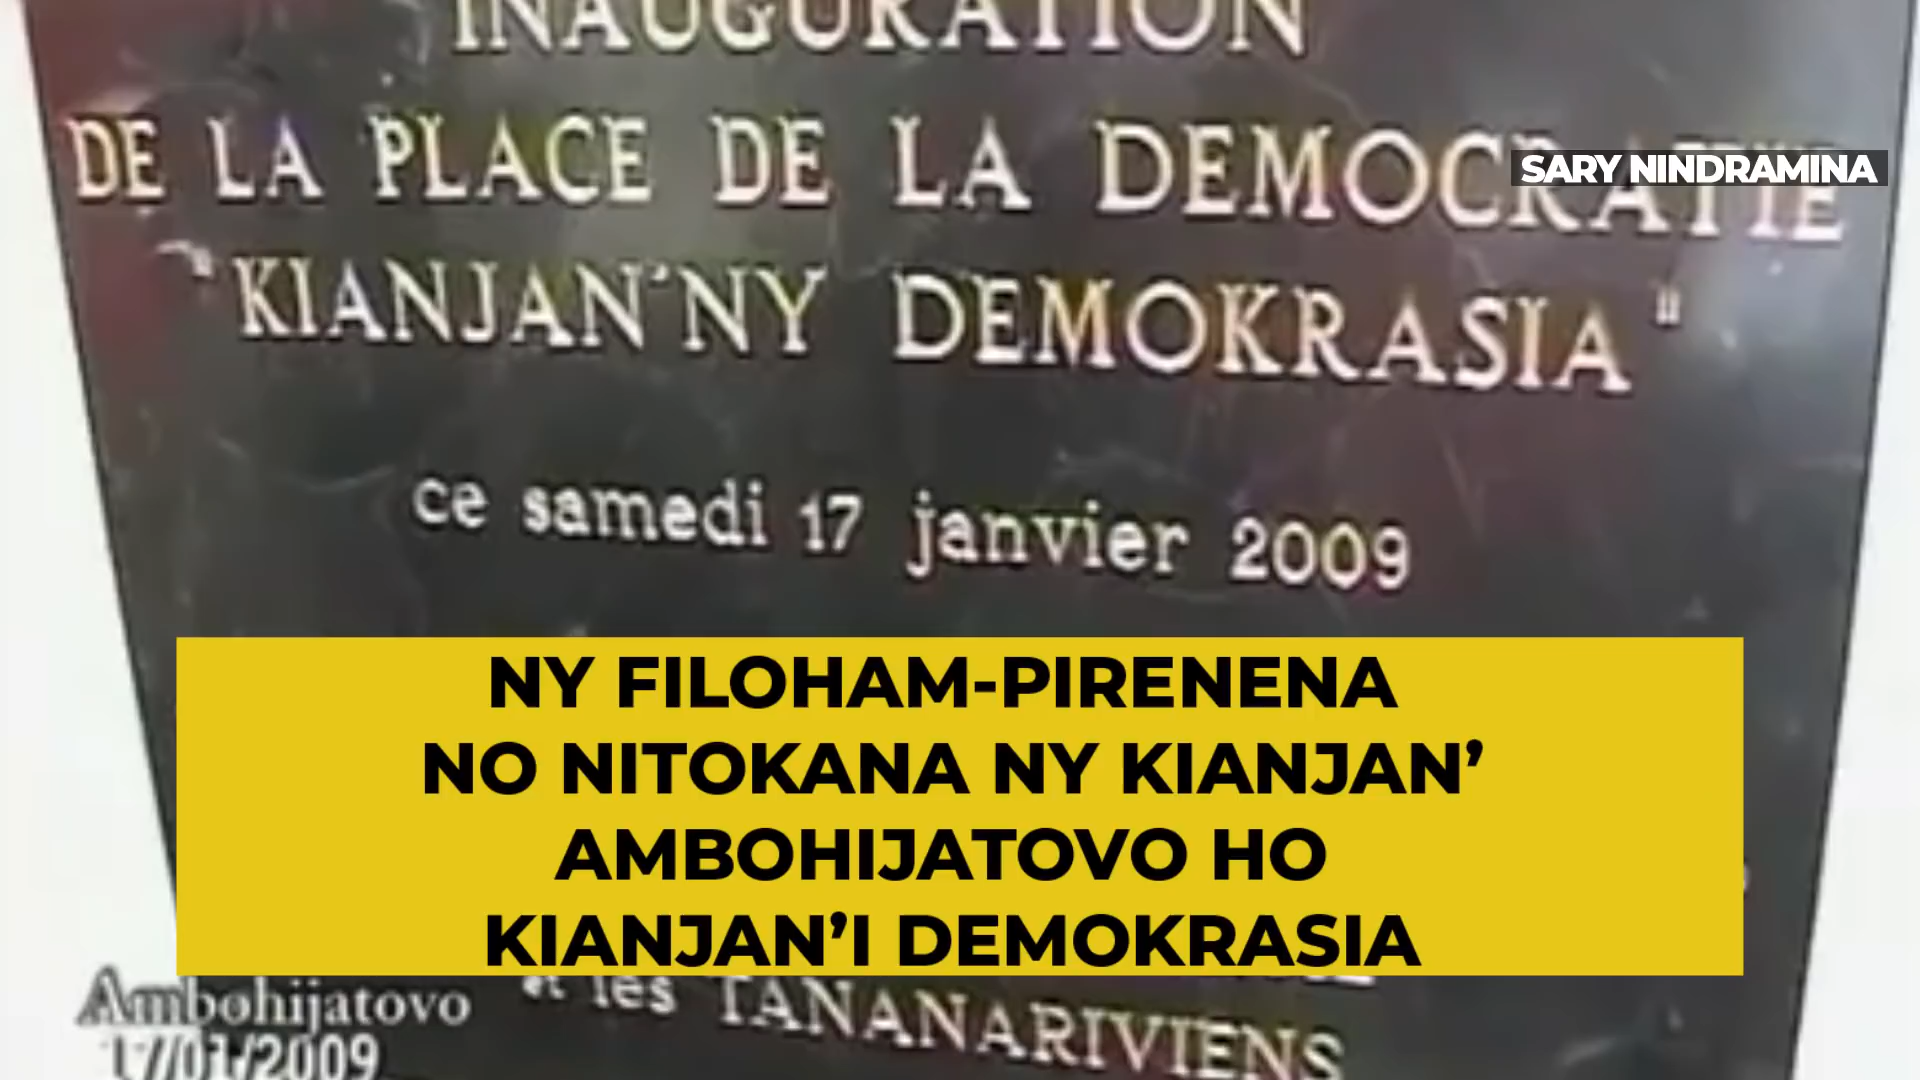 INAUGURATION
DE LA PLACE DE LA DEMOCRATIE
SARY NINDRAMINA
"KIANJAN'NY DEMOKRASIA"
ce samedi 17 janvier 2009
NY FILOHAM-PIRENENA
NO NITOKANA NY KIANJAN’
AMBOHIJATOVO HO
KIANJAN’I DEMOKRASIA
et les TANANARIVIENS
Ambohijatovo
17/01/2009